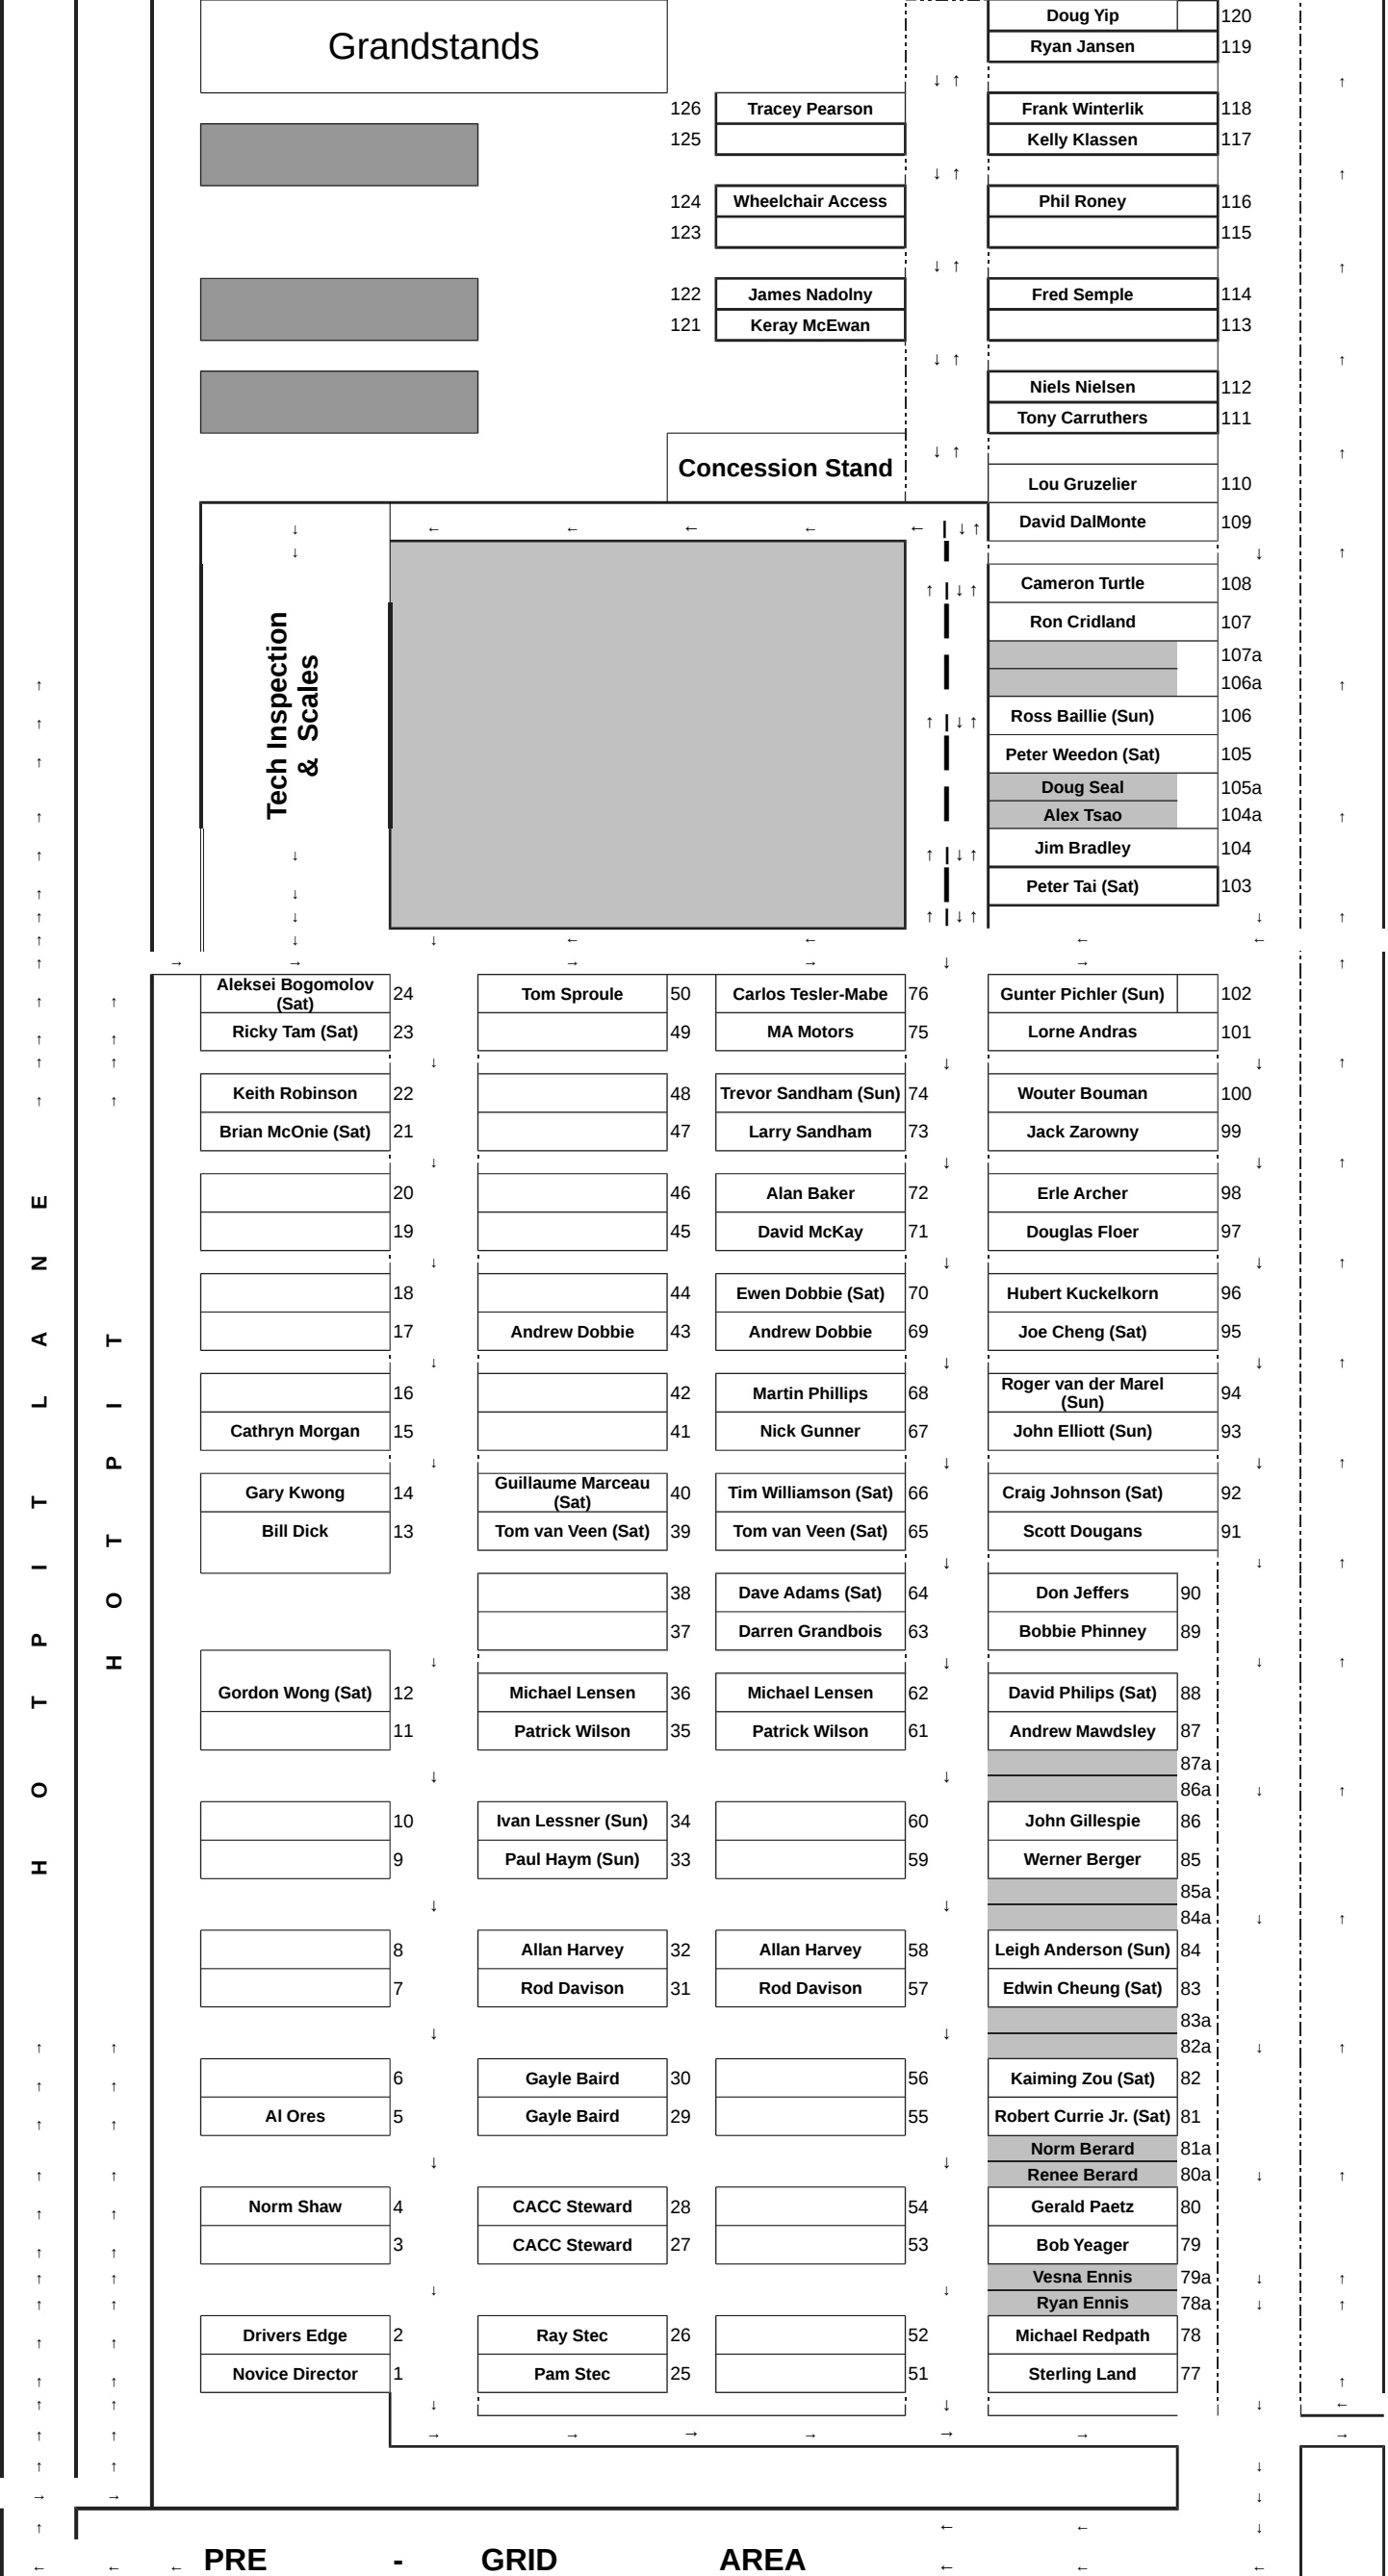 Doug Yip 120
Grandstands
Ryan Jansen 119
↓ ↑ ↑
126 Tracey Pearson Frank Winterlik 118
125 Kelly Klassen 117
↓ ↑ ↑
124 Wheelchair Access Phil Roney 116
123 115
↓ ↑ ↑
122 James Nadolny Fred Semple 114
121 Keray McEwan 113
↓ ↑ ↑
Niels Nielsen 112
Tony Carruthers 111
↓ ↑ ↑
Concession Stand
Lou Gruzelier 110
David DalMonte 109
↓ ← ← ← ← ← | ↓ ↑
↓ ↓ ↑
Cameron Turtle 108
↑ | ↓ ↑
Ron Cridland 107
Tech Inspection
& Scales
107a
↑ 106a ↑
Ross Baillie (Sun) 106
↑ ↑ | ↓ ↑
Peter Weedon (Sat) 105
↑
Doug Seal 105a
↑ Alex Tsao 104a ↑
Jim Bradley 104
↑ ↓ ↑ | ↓ ↑
Peter Tai (Sat) 103
↑ ↓
↑ ↓ ↑ | ↓ ↑ ↓ ↑
↑ ↓ ↓ ← ← ← ←
↑ → → → → ↓ → ↑
Aleksei Bogomolov
(Sat) 24 Tom Sproule 50 Carlos Tesler-Mabe 76 Gunter Pichler (Sun) 102
Ricky Tam (Sat) 23 49 MA Motors 75 Lorne Andras 101
Keith Robinson 22 48 Trevor Sandham (Sun) 74 Wouter Bouman 100
Brian McOnie (Sat) 21 47 Larry Sandham 73 Jack Zarowny 99
20 46 Alan Baker 72 Erle Archer 98
19 45 David McKay 71 Douglas Floer 97
18 44 Ewen Dobbie (Sat) 70 Hubert Kuckelkorn 96
17 Andrew Dobbie 43 Andrew Dobbie 69 Joe Cheng (Sat) 95
16 42 Martin Phillips 68 Roger van der Marel
(Sun) 94
Cathryn Morgan 15 41 Nick Gunner 67 John Elliott (Sun) 93
Gary Kwong 14 Guillaume Marceau
(Sat) 40 Tim Williamson (Sat) 66 Craig Johnson (Sat) 92
Bill Dick 13 Tom van Veen (Sat) 39 Tom van Veen (Sat) 65 Scott Dougans 91
38 Dave Adams (Sat) 64 Don Jeffers 90
37 Darren Grandbois 63 Bobbie Phinney 89
HOT PIT LANE
HOT PIT
Gordon Wong (Sat) 12 Michael Lensen 36 Michael Lensen 62 David Philips (Sat) 88
11 Patrick Wilson 35 Patrick Wilson 61 Andrew Mawdsley 87
87a
86a
10 Ivan Lessner (Sun) 34 60 John Gillespie 86
9 Paul Haym (Sun) 33 59 Werner Berger 85
85a
84a
8 Allan Harvey 32 Allan Harvey 58 Leigh Anderson (Sun) 84
7 Rod Davison 31 Rod Davison 57 Edwin Cheung (Sat) 83
83a
82a
6 Gayle Baird 30 56 Kaiming Zou (Sat) 82
Al Ores 5 Gayle Baird 29 55 Robert Currie Jr. (Sat) 81
Norm Berard 81a
Renee Berard 80a
Norm Shaw 4 CACC Steward 28 54 Gerald Paetz 80
3 CACC Steward 27 53 Bob Yeager 79
Vesna Ennis 79a
Ryan Ennis 78a
Drivers Edge 2 Ray Stec 26 52 Michael Redpath 78
Novice Director 1 Pam Stec 25 51 Sterling Land 77
PRE - GRID AREA